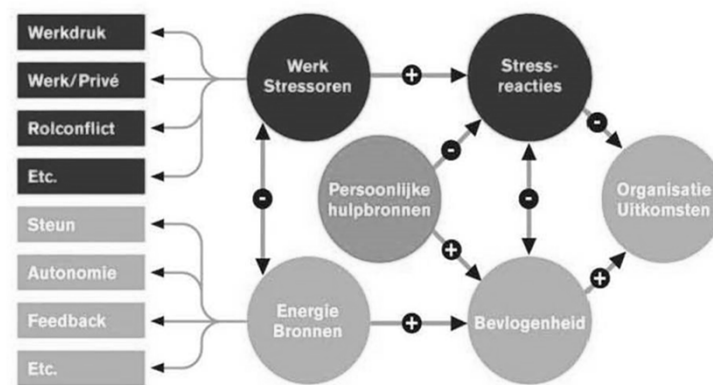 Werkdruk
Werk/Privé
Rolconflict
Etc.
Steun
Autonomie
Feedback
Etc.
Werk
Stressoren
+
Stress-
reacties
-
-
-
Persoonlijke
hulpbronnen
-
Organisatie
Uitkomsten
+
+
Energie
Bronnen
+
Bevlogenheid